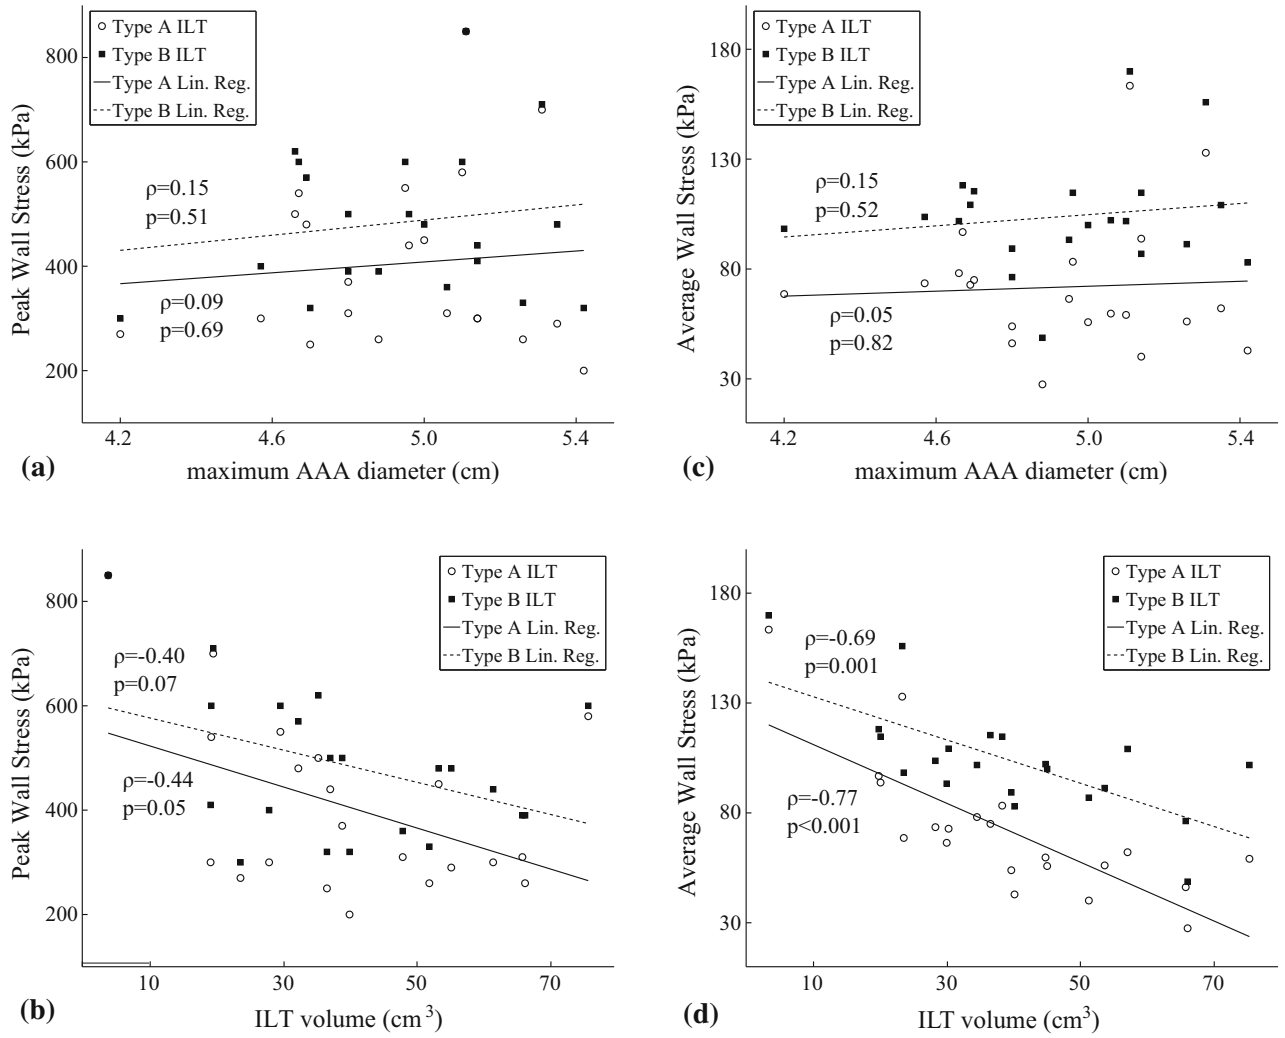 Type A ILT
Type B ILT
Type A Lin. Reg.
Type B Lin. Reg.
800
600
400
200
Peak Wall Stress (kPa)
ρ=0.15
p=0.51
ρ=0.09
p=0.69
4.2
4.6
5.0
5.4
maximum AAA diameter (cm)
(a)
Type A ILT
Type B ILT
Type A Lin. Reg.
Type B Lin. Reg.
180
130
80
30
Average Wall Stress (kPa)
ρ=0.15
p=0.52
ρ=0.05
p=0.82
4.2
4.6
5.0
5.4
maximum AAA diameter (cm)
(c)
Type A ILT
Type B ILT
Type A Lin. Reg.
Type B Lin. Reg.
800
600
400
200
Peak Wall Stress (kPa)
ρ=-0.40
p=0.07
ρ=-0.44
p=0.05
10
30
50
70
ILT volume (cm³)
(b)
Type A ILT
Type B ILT
Type A Lin. Reg.
Type B Lin. Reg.
180
130
80
30
Average Wall Stress (kPa)
ρ=-0.69
p=0.001
ρ=-0.77
p<0.001
10
30
50
70
ILT volume (cm³)
(d)